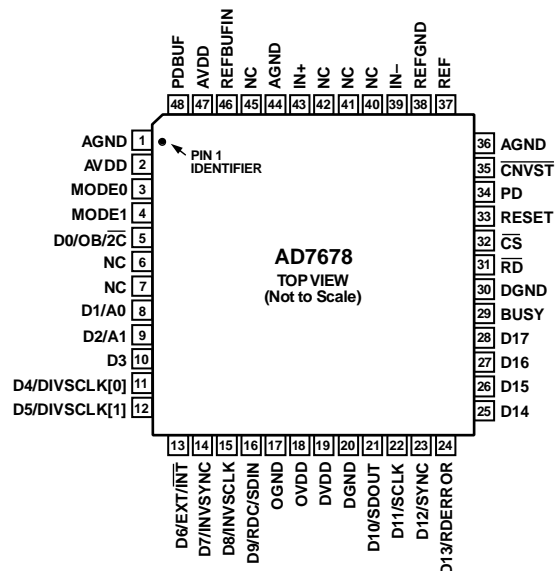 PDBUF
AVDD
REFBUFIN
NC
AGND
IN+
NC
NC
NC
IN–
REFGND
REF
48 47 46 45 44 43 42 41 40 39 38 37
AGND 1
AVDD 2
MODE0 3
MODE1 4
D0/OB/2C 5
NC 6
NC 7
D1/A0 8
D2/A1 9
D3 10
D4/DIVSCLK[0] 11
D5/DIVSCLK[1] 12
PIN 1
IDENTIFIER
AD7678
TOP VIEW
(Not to Scale)
36 AGND
35 CNVST
34 PD
33 RESET
32 CS
31 RD
30 DGND
29 BUSY
28 D17
27 D16
26 D15
25 D14
13 14 15 16 17 18 19 20 21 22 23 24
D6/EXT/INT
D7/INVSYNC
D8/INVSCLK
D9/RDC/SDIN
OGND
OVDD
DVDD
DGND
D10/SDOUT
D11/SCLK
D12/SYNC
D13/RDERROR